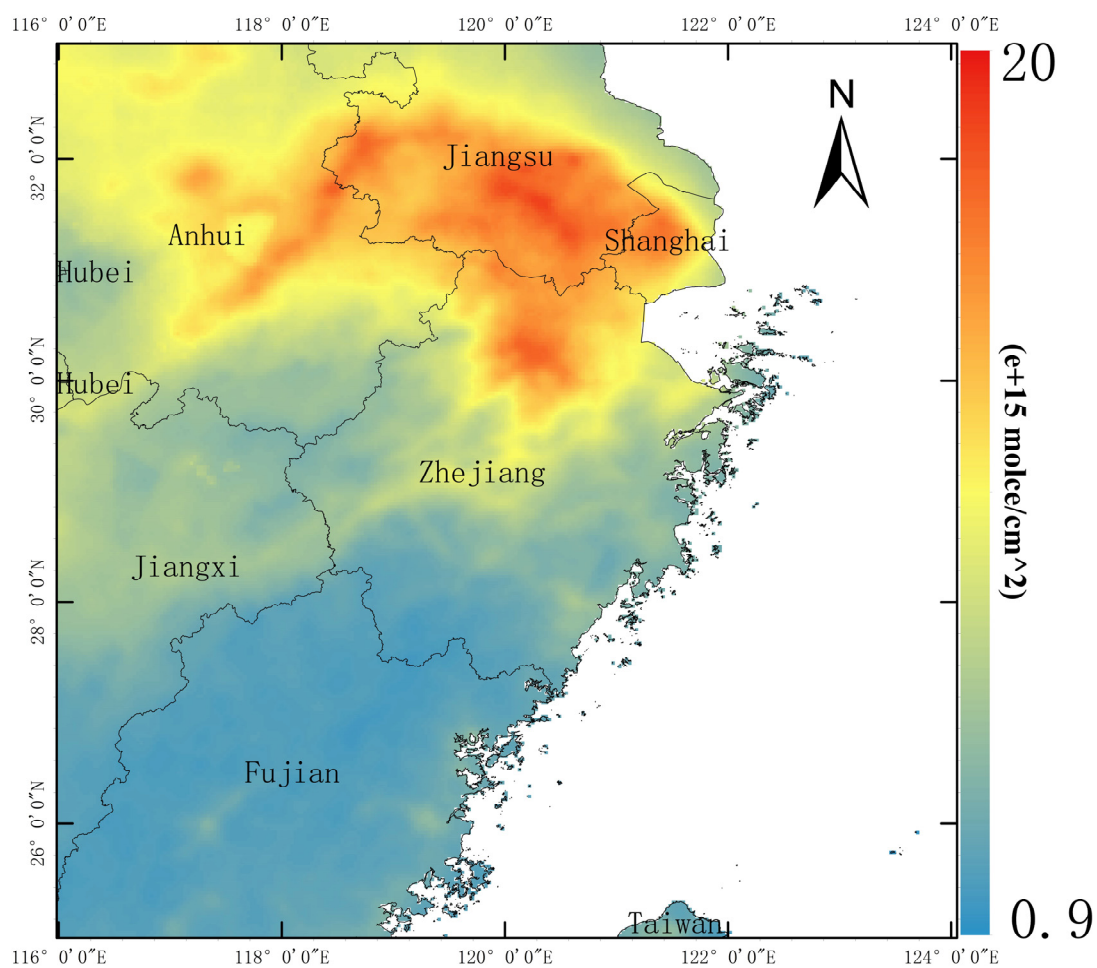 116° 0'0"E 118° 0'0"E 120° 0'0"E 122° 0'0"E 124° 0'0"E
20
N
32° 0'0"N
Jiangsu
Anhui
Shanghai
Hubei
30° 0'0"N
Hubei
(e+15 molce/cm^2)
Zhejiang
Jiangxi
28° 0'0"N
Fujian
26° 0'0"N
Taiwan
0.9
116° 0'0"E 118° 0'0"E 120° 0'0"E 122° 0'0"E 124° 0'0"E